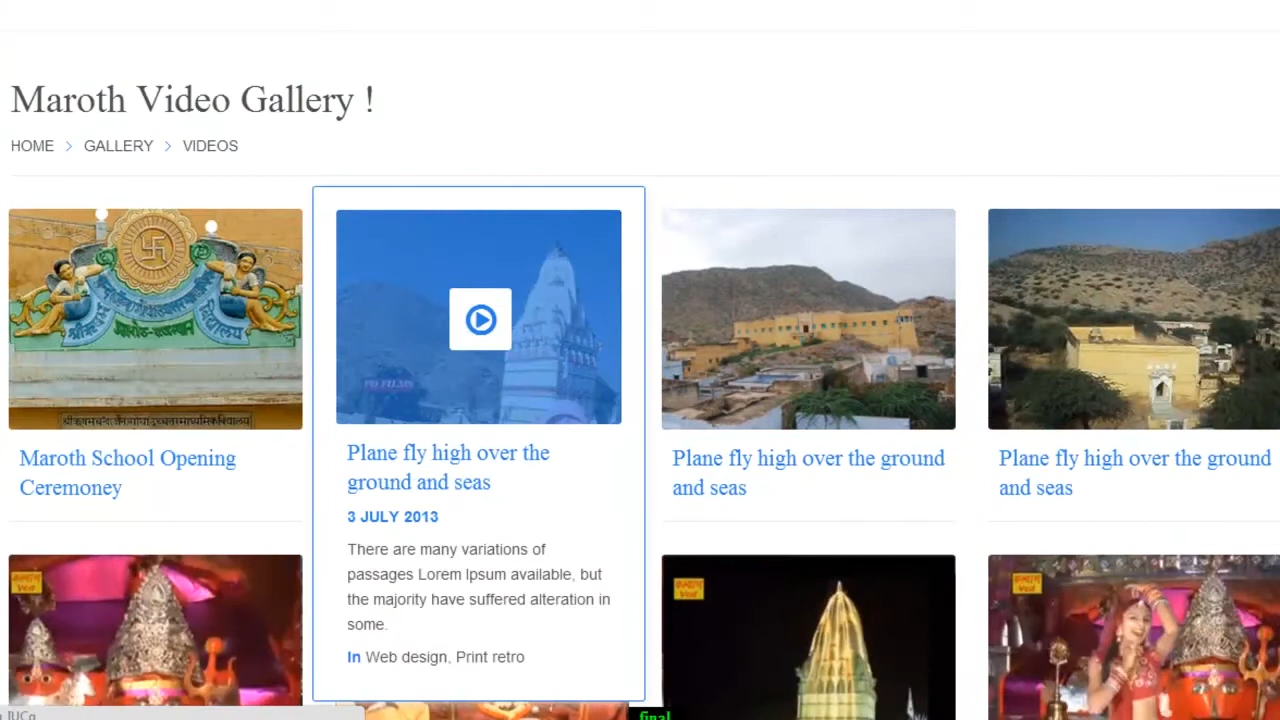 Maroth Video Gallery !
HOME > GALLERY > VIDEOS
Maroth School Opening
Ceremoney
PD FILMS
Plane fly high over the
ground and seas
3 JULY 2013
There are many variations of
passages Lorem Ipsum available, but
the majority have suffered alteration in
some.
In Web design, Print retro
Plane fly high over the ground
and seas
Plane fly high over the ground
and seas
final